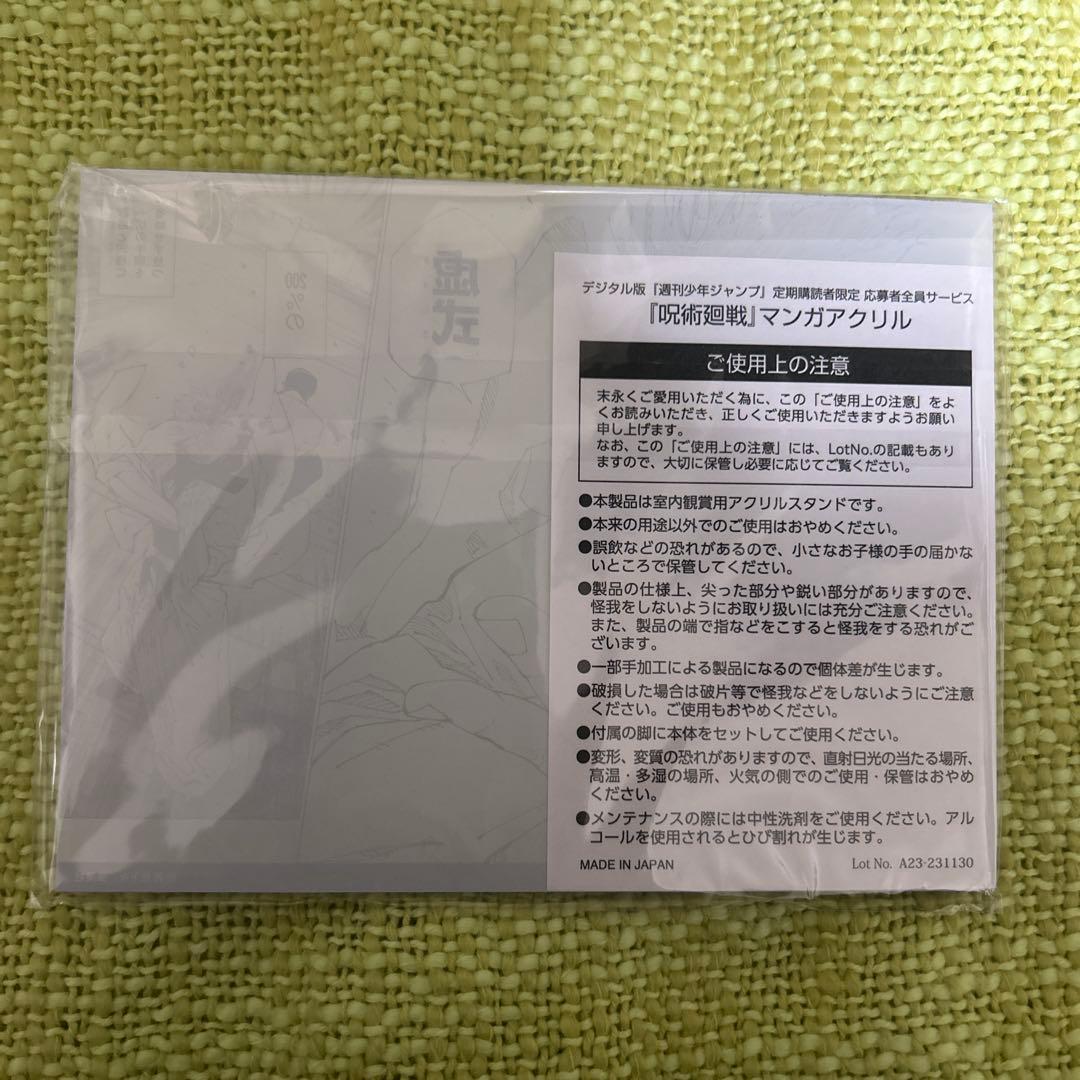 虚式
200%の
デジタル版『週刊少年ジャンプ』定期購読者限定 応募者全員サービス
『呪術廻戦』マンガアクリル
ご使用上の注意
末永くご愛用いただく為に、この「ご使用上の注意」をよ
くお読みいただき、正しくご使用いただきますようお願い
申し上げます。
なお、この「ご使用上の注意」には、LotNo.の記載もあり
ますので、大切に保管し必要に応じてご覧ください。
●本製品は室内観賞用アクリルスタンドです。
●本来の用途以外でのご使用はおやめください。
●誤飲などの恐れがあるので、小さなお子様の手の届かな
いところで保管してください。
●製品の仕様上、尖った部分や鋭い部分がありますので、
怪我をしないようにお取り扱いには充分ご注意ください。
また、製品の端で指などをこすると怪我をする恐れがご
ざいます。
●一部手加工による製品になるので個体差が生じます。
●破損した場合は破片等で怪我などをしないようにご注意
ください。ご使用もおやめください。
●付属の脚に本体をセットしてご使用ください。
●変形、変質の恐れがありますので、直射日光の当たる場所、
高温・多湿の場所、火気の側でのご使用・保管はおやめ
ください。
●メンテナンスの際には中性洗剤をご使用ください。アル
コールを使用されるとひび割れが生じます。
MADE IN JAPAN
Lot No. A23-231130